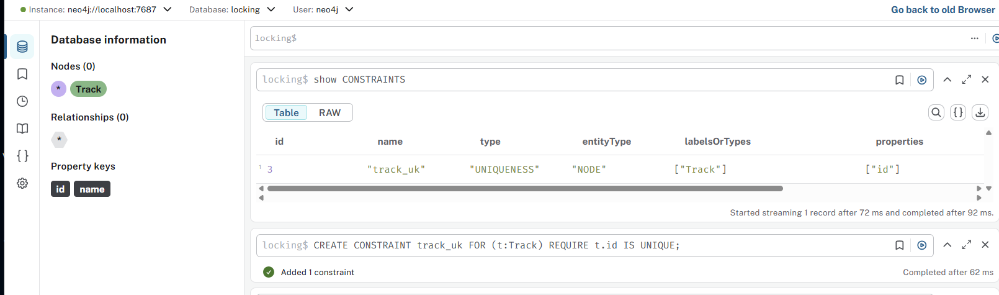 Instance: neo4j://localhost:7687 Database: locking User: neo4j Go back to old Browser
Database information
Nodes (0)
* Track
Relationships (0)
*
Property keys
id name
locking$
locking$ show CONSTRAINTS
Table RAW
id name type entityType labelsOrTypes properties
1 3 "track_uk" "UNIQUENESS" "NODE" ["Track"] ["id"]
Started streaming 1 record after 72 ms and completed after 92 ms.
locking$ CREATE CONSTRAINT track_uk FOR (t:Track) REQUIRE t.id IS UNIQUE;
Added 1 constraint Completed after 62 ms